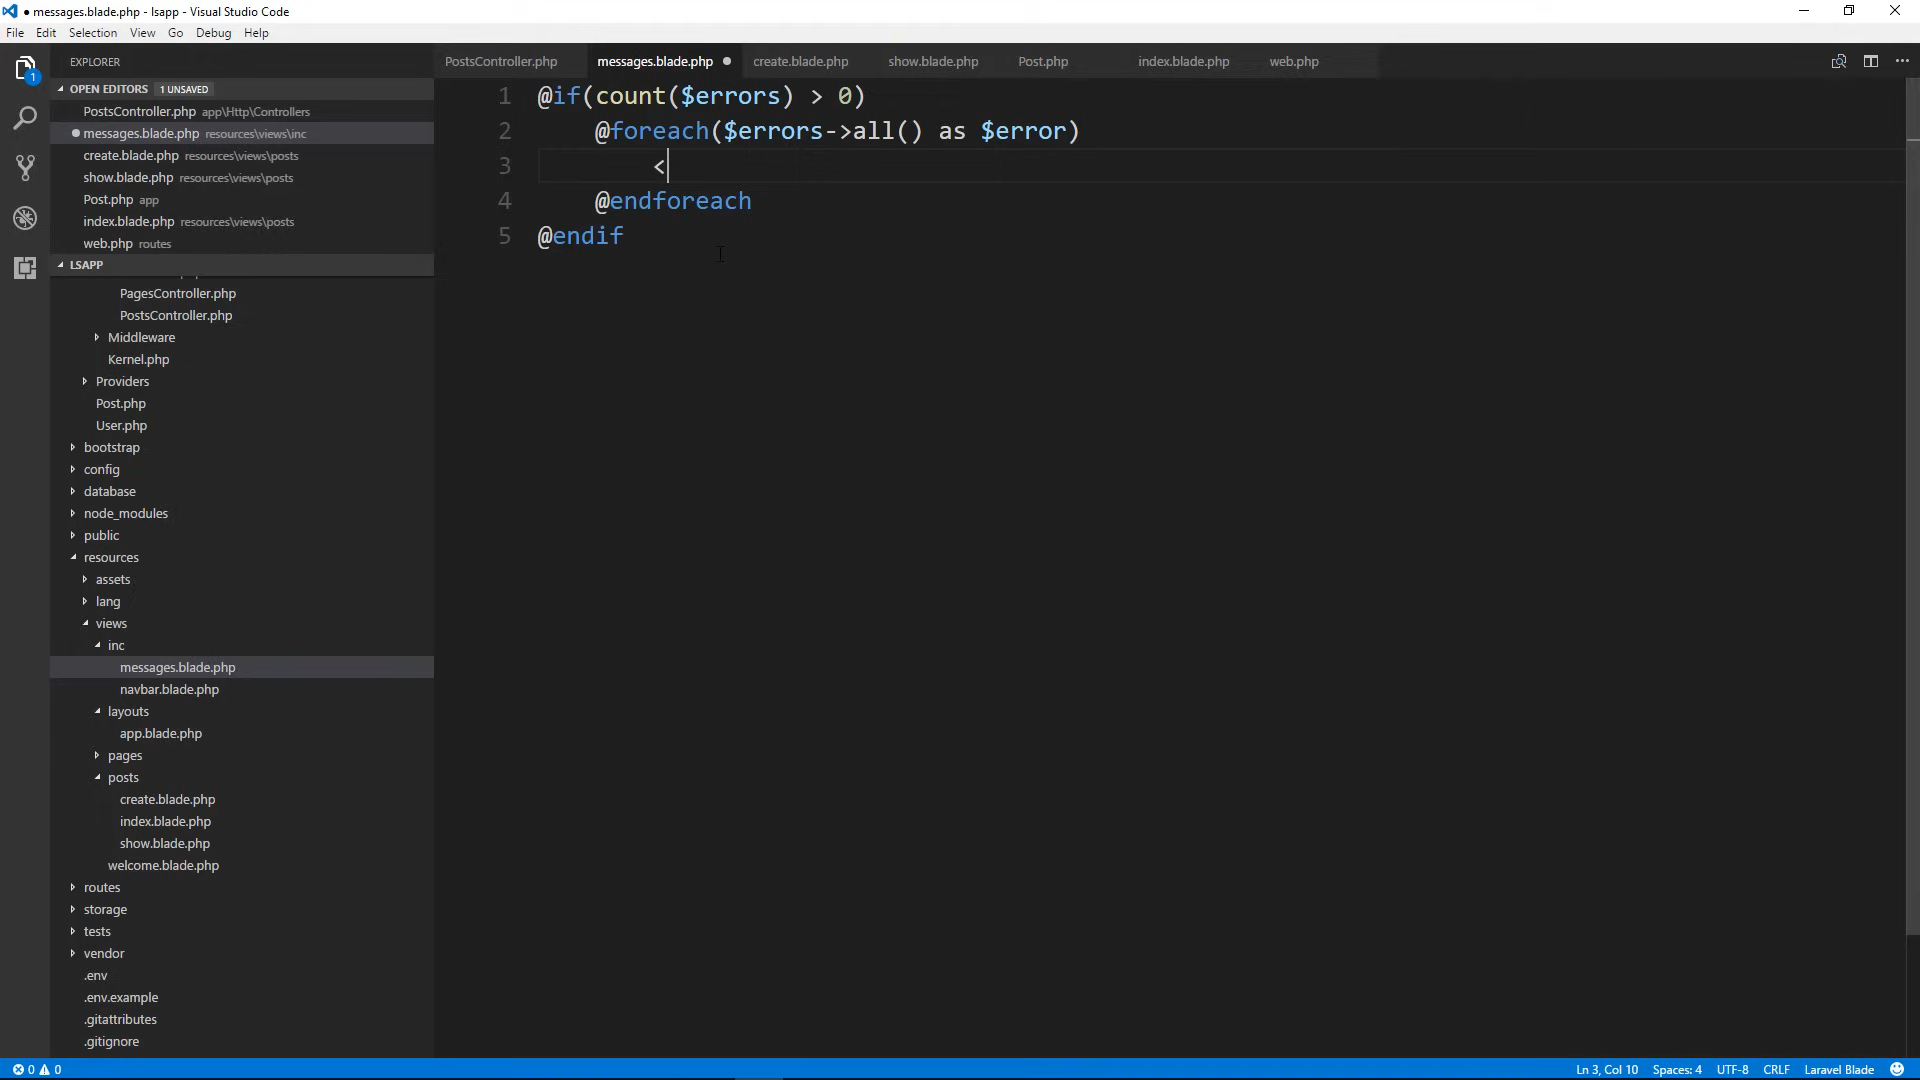 ● messages.blade.php - lsapp - Visual Studio Code
File Edit Selection View Go Debug Help
EXPLORER
PostsController.php messages.blade.php ● create.blade.php show.blade.php Post.php index.blade.php web.php
1
OPEN EDITORS 1 UNSAVED
PostsController.php app\Http\Controllers
● messages.blade.php resources\views\inc
create.blade.php resources\views\posts
show.blade.php resources\views\posts
Post.php app
index.blade.php resources\views\posts
web.php routes
LSAPP
PagesController.php
PostsController.php
Middleware
Kernel.php
Providers
Post.php
User.php
bootstrap
config
database
node_modules
public
resources
assets
lang
views
inc
messages.blade.php
navbar.blade.php
layouts
app.blade.php
pages
posts
create.blade.php
index.blade.php
show.blade.php
welcome.blade.php
routes
storage
tests
vendor
.env
.env.example
.gitattributes
.gitignore
1 @if(count($errors) > 0)
2 @foreach($errors->all() as $error)
3 <
4 @endforeach
5 @endif
0 0
Ln 3, Col 10 Spaces: 4 UTF-8 CRLF Laravel Blade